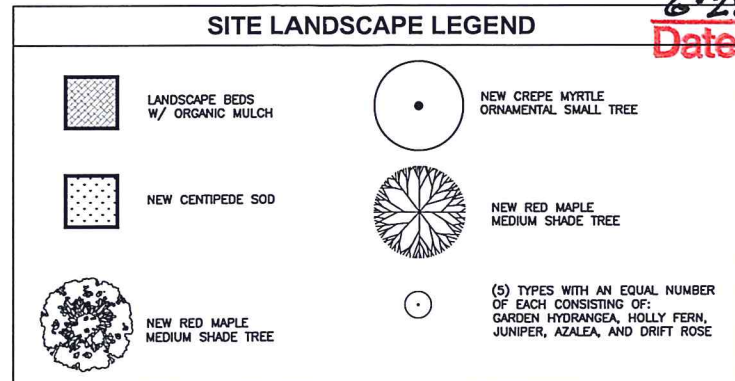 SITE LANDSCAPE LEGEND
Date
LANDSCAPE BEDS
W/ ORGANIC MULCH
NEW CREPE MYRTLE
ORNAMENTAL SMALL TREE
NEW CENTIPEDE SOD
NEW RED MAPLE
MEDIUM SHADE TREE
NEW RED MAPLE
MEDIUM SHADE TREE
(5) TYPES WITH AN EQUAL NUMBER
OF EACH CONSISTING OF:
GARDEN HYDRANGEA, HOLLY FERN,
JUNIPER, AZALEA, AND DRIFT ROSE